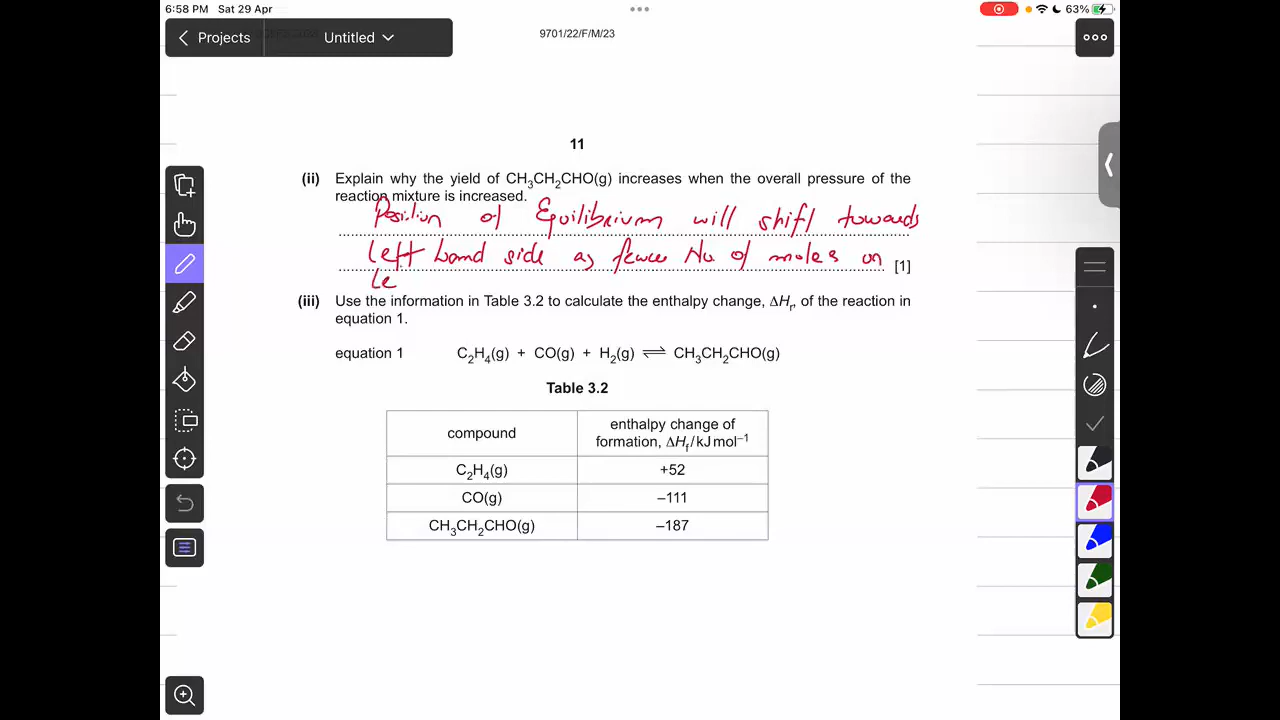 6:58 PM Sat 29 Apr
63%
Projects
Untitled
9701/22/F/M/23
11
(ii) Explain why the yield of CH₃CH₂CHO(g) increases when the overall pressure of the
reaction mixture is increased.
Position of Equilibrium will shift towards
left hand side as fewer No of moles on
[1]
Le
(iii) Use the information in Table 3.2 to calculate the enthalpy change, ΔHᵣ, of the reaction in
equation 1.
equation 1 C₂H₄(g) + CO(g) + H₂(g) ⇌ CH₃CH₂CHO(g)
Table 3.2
compound
enthalpy change of
formation, ΔH_f / kJ mol⁻¹
C₂H₄(g) +52
CO(g) –111
CH₃CH₂CHO(g) –187